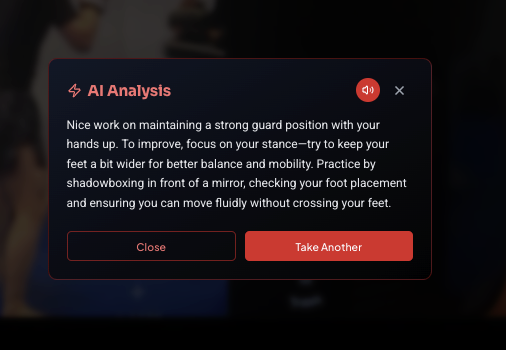 AI Analysis
Nice work on maintaining a strong guard position with your
hands up. To improve, focus on your stance—try to keep your
feet a bit wider for better balance and mobility. Practice by
shadowboxing in front of a mirror, checking your foot placement
and ensuring you can move fluidly without crossing your feet.
Close
Take Another